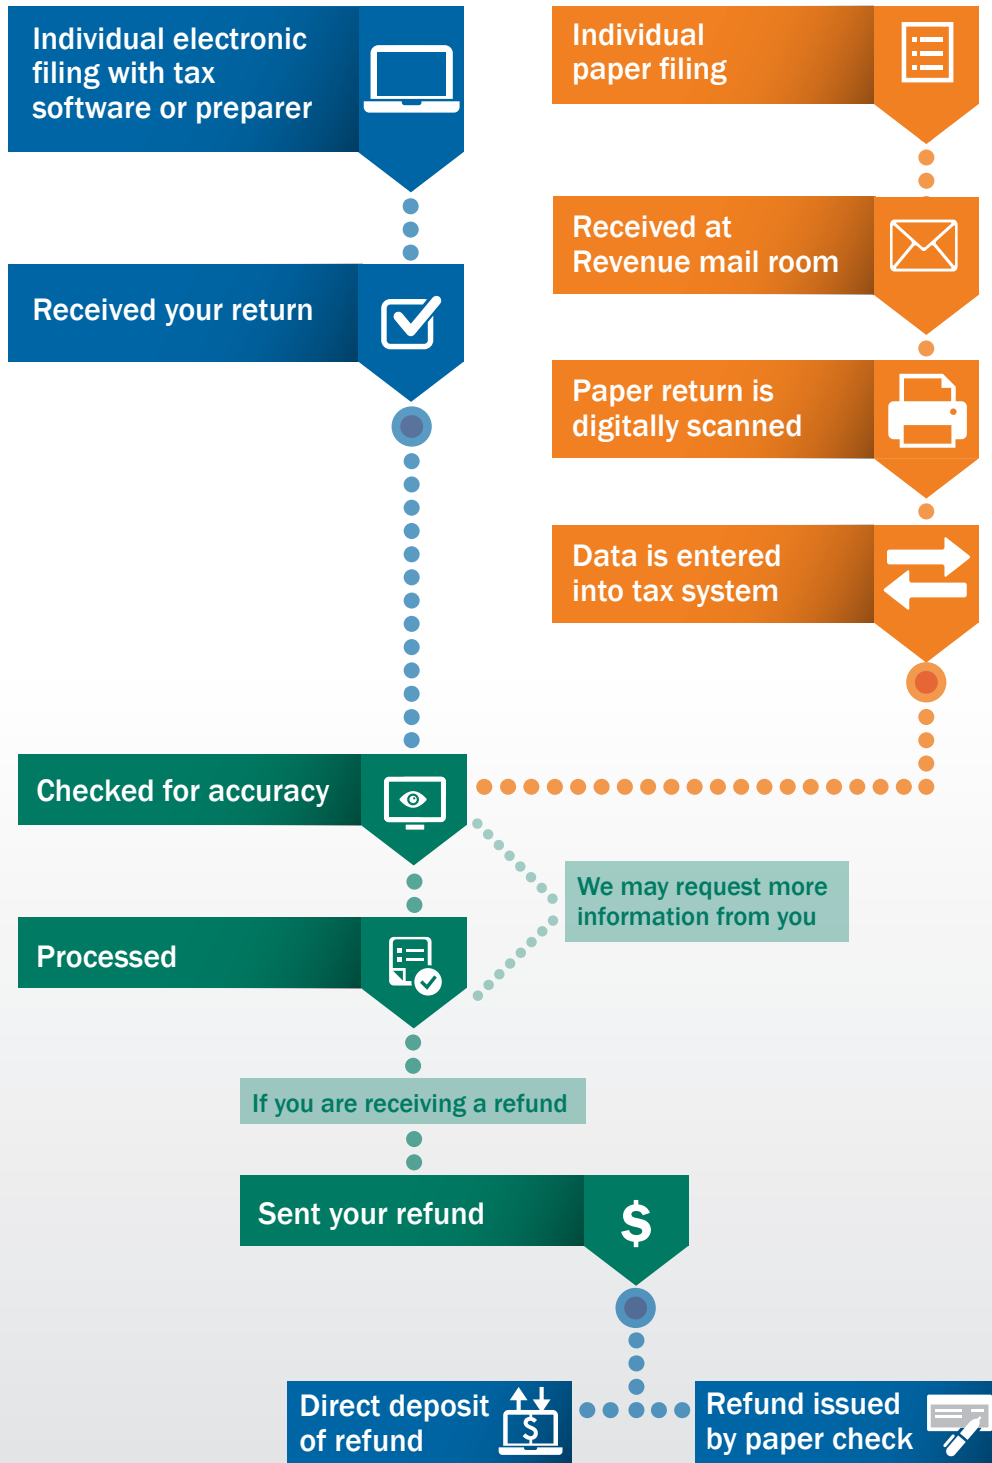 Individual electronic
filing with tax
software or preparer
Individual
paper filing
Received at
Revenue mail room
Received your return
Paper return is
digitally scanned
Data is entered
into tax system
Checked for accuracy
We may request more
information from you
Processed
If you are receiving a refund
Sent your refund
$
Direct deposit
of refund
$
Refund issued
by paper check